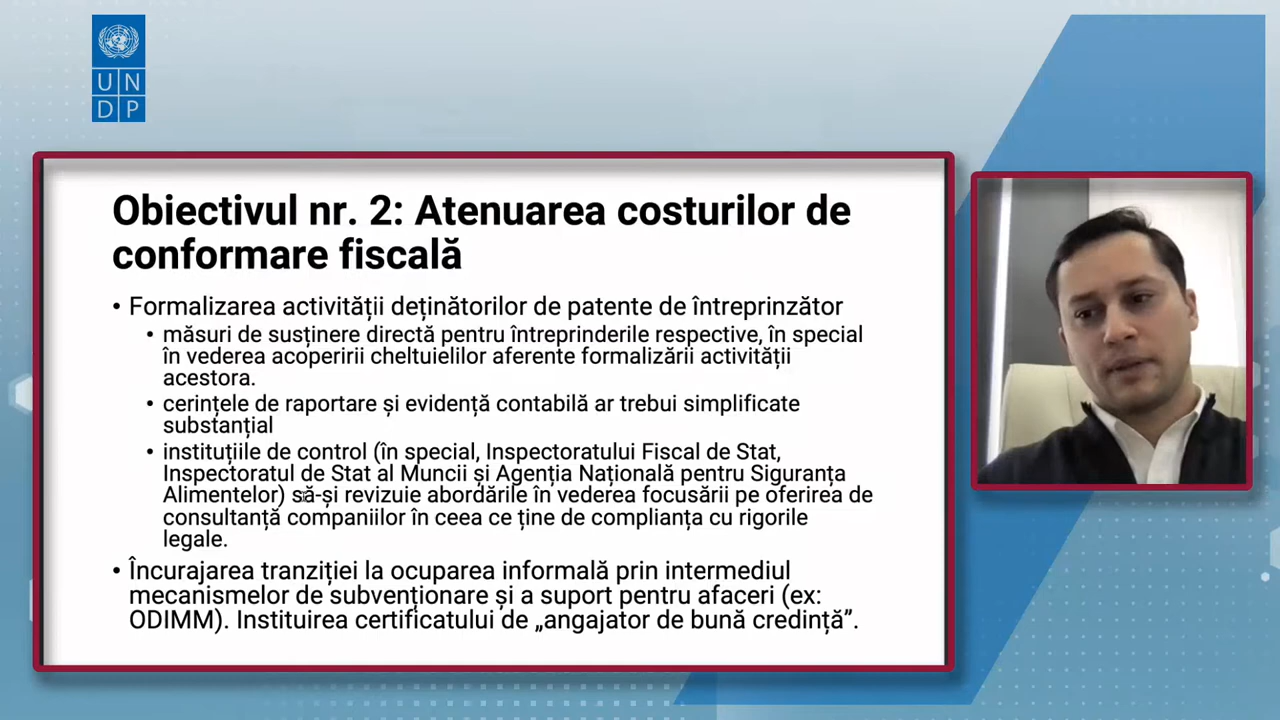 UN
DP
Obiectivul nr. 2: Atenuarea costurilor de
conformare fiscală
• Formalizarea activității deținătorilor de patente de întreprinzător
• măsuri de susținere directă pentru întreprinderile respective, în special
în vederea acoperirii cheltuielilor aferente formalizării activității
acestora.
• cerințele de raportare și evidență contabilă ar trebui simplificate
substanțial
• instituțiile de control (în special, Inspectoratului Fiscal de Stat,
Inspectoratul de Stat al Muncii și Agenția Națională pentru Siguranța
Alimentelor) să-și revizuie abordările în vederea focusării pe oferirea de
consultanță companiilor în ceea ce ține de complianța cu rigorile
legale.
• Încurajarea tranziției la ocuparea informală prin intermediul
mecanismelor de subvenționare și a suport pentru afaceri (ex:
ODIMM). Instituirea certificatului de „angajator de bună credință”.